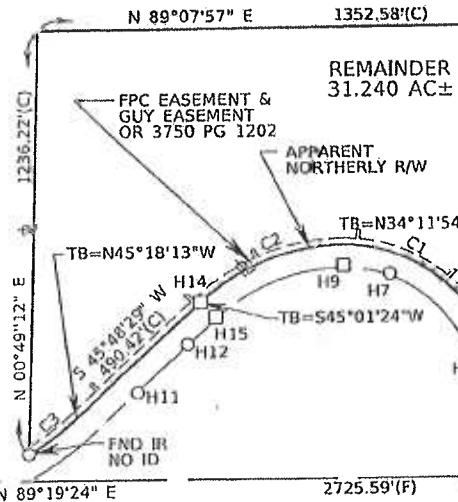 N 89°07'57" E 1352.58'(C)
REMAINDER
31.240 AC±
FPC EASEMENT &
GUY EASEMENT
OR 3750 PG 1202
1236.22'(C)
APPARENT
NORTHERLY R/W
TB=N34°11'54
C2
C1
TB=N45°18'13"W
H14
H9
H7
S 45°48'29" W
490.42'(C)
TB=S45°01'24"W
H15
H12
N 00°49'12" E
H11
C3
FND IR
NO ID
N 89°19'24" E 2725.59'(F)